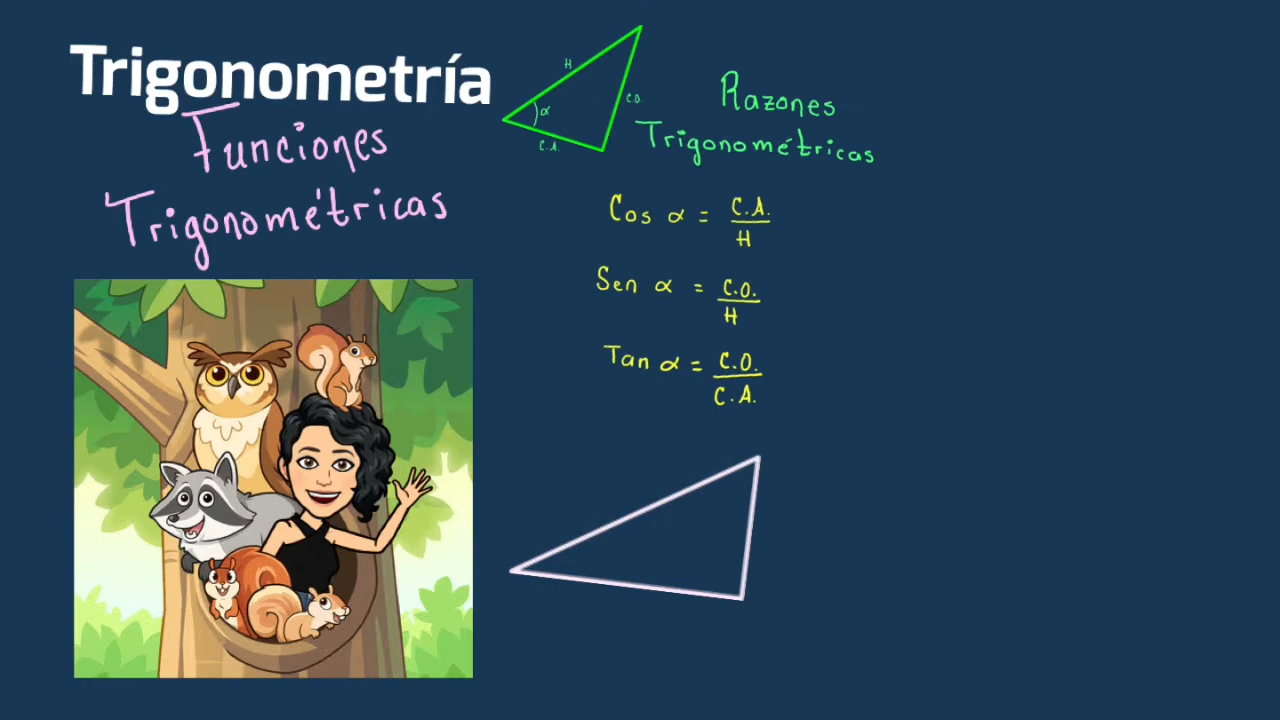 Trigonometría
Funciones
Trigonométricas
H
α
C.O.
C.A.
Razones
Trigonométricas
Cos α = C.A.
H
Sen α = C.O.
H
Tan α = C.O.
C.A.